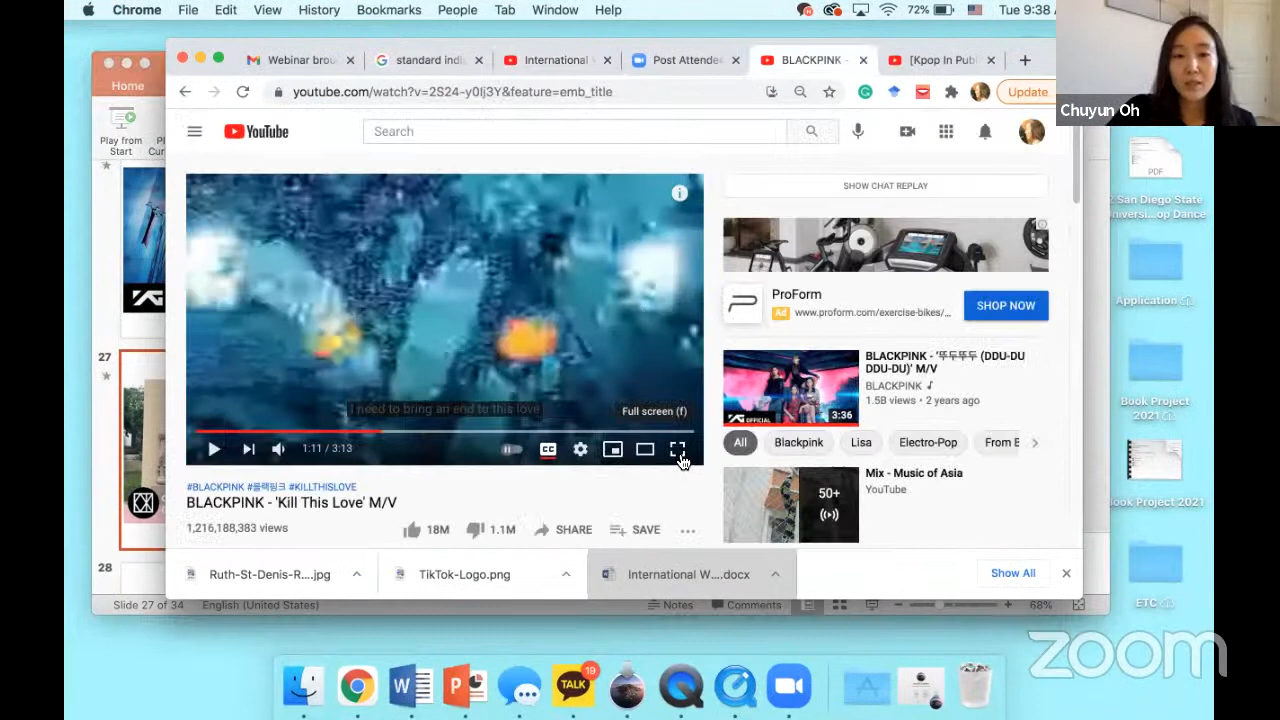 Chrome File Edit View History Bookmarks People Tab Window Help
72%
Tue 9:38
Chuyun Oh
Home
Play from
Start
Webinar brou
standard indi
International
Post Attende
BLACKPINK -
[Kpop In Publ
youtube.com/watch?v=2S24-y0Ij3Y&feature=emb_title
Update
YouTube
Search
SHOW CHAT REPLAY
ProForm
Ad www.proform.com/exercise-bikes/...
SHOP NOW
BLACKPINK - '뚜두뚜두 (DDU-DU
DDU-DU)' M/V
BLACKPINK
1.5B views • 2 years ago
OFFICIAL
3:36
All Blackpink Lisa Electro-Pop From B
50+
Mix - Music of Asia
YouTube
I need to bring an end to this love
Full screen (f)
1:11 / 3:13
CC
#BLACKPINK #블랙핑크 #KILLTHISLOVE
BLACKPINK - 'Kill This Love' M/V
1,216,188,383 views
18M 1.1M SHARE SAVE
Ruth-St-Denis-R....jpg
TikTok-Logo.png
International W....docx
Show All
27
28
Slide 27 of 34 English (United States)
Notes Comments
68%
PDF
San Diego State
Universi...op Dance
Application
Book Project
2021
Book Project 2021
ETC
TALK
19
zoom